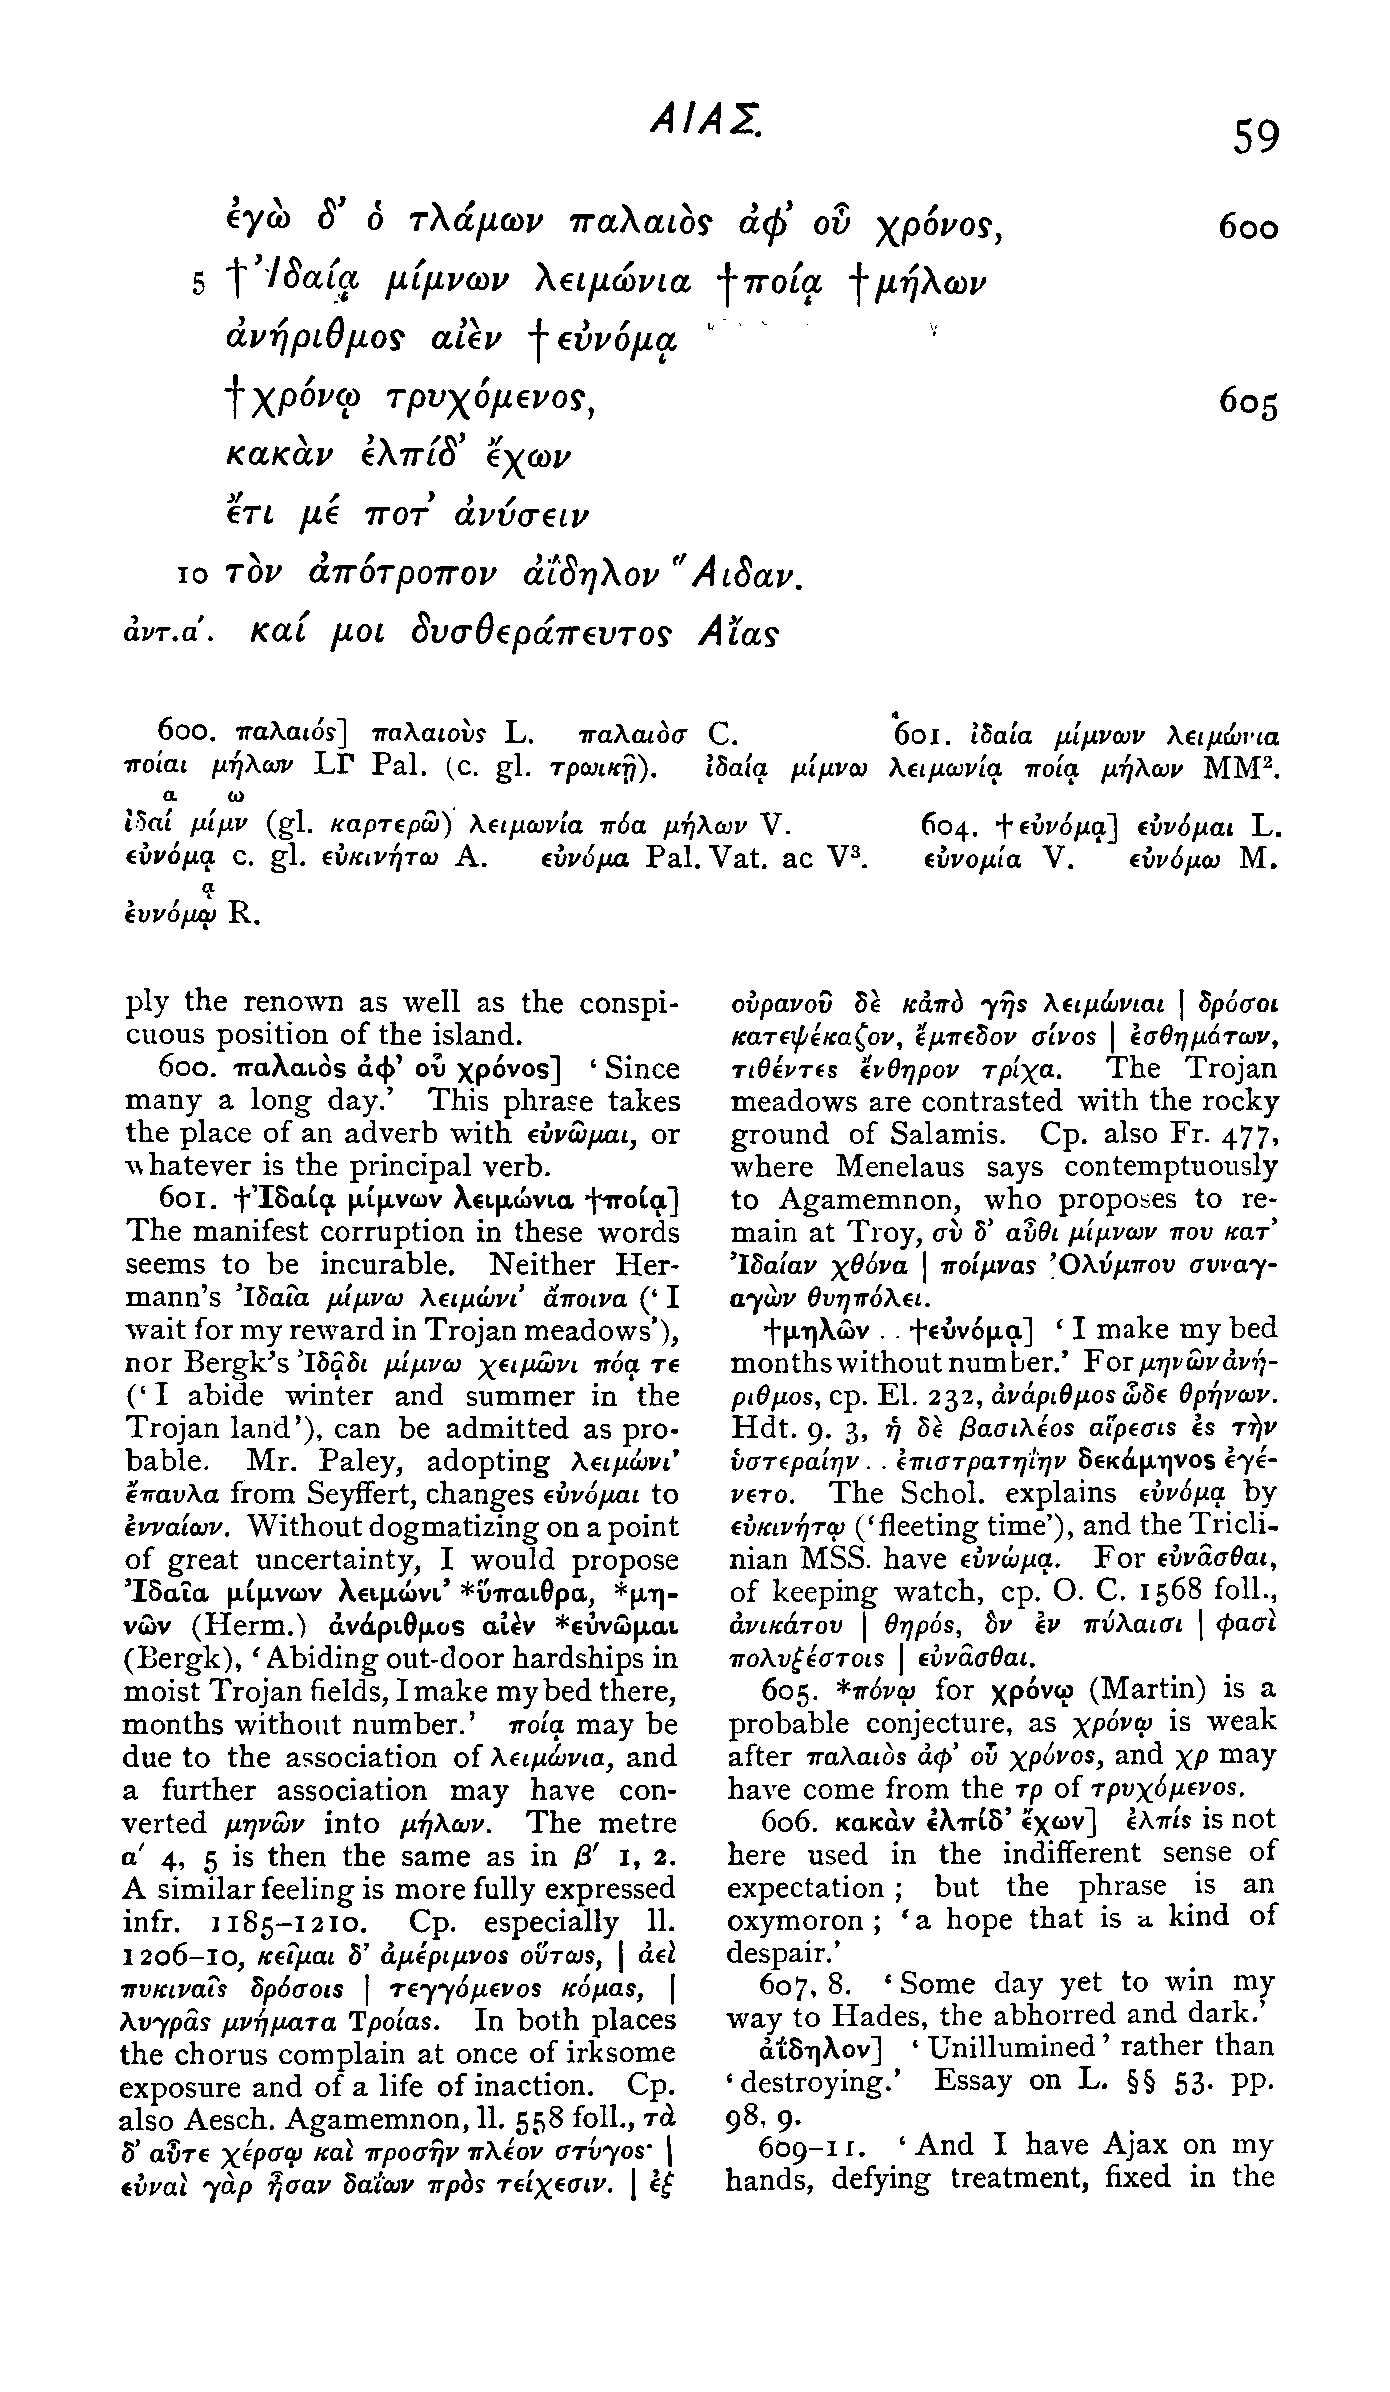 ΑΙΑΣ.
59
ἐγὼ δ’ ὁ τλάμων παλαιὸς ἀφ’ οὗ χρόνος, 600
5 †Ἰδαίᾳ μίμνων λειμώνια †ποίᾳ †μήλων
ἀνήριθμος αἰὲν †εὐνόμᾳ
†χρόνῳ τρυχόμενος, 605
κακὰν ἐλπίδ’ ἔχων
ἔτι μέ ποτ’ ἀνύσειν
10 τὸν ἀπότροπον ἀΐδηλον Ἅιδαν.
ἀντ.α΄. καί μοι δυσθεράπευτος Αἴας
600. παλαιός] παλαιοὺς L. παλαιὸσ C. 601. ἰδαία μίμνων λειμώνια
ποίαι μήλων LΓ Pal. (c. gl. τρωικῇ). ἰδαίᾳ μίμνω λειμωνίᾳ ποίᾳ μήλων MM².
α ω
ἰδαί μίμν (gl. καρτερῶ) λειμωνία πόα μήλων V. 604. †εὐνόμᾳ] εὐνόμαι L.
εὐνόμᾳ c. gl. εὐκινήτω A. εὐνόμα Pal. Vat. ac V³. εὐνομία V. εὐνόμω M.
ᾳ
ἐυνόμῳ R.
ply the renown as well as the conspi-
cuous position of the island.
600. παλαιὸς ἀφ’ οὗ χρόνος] ‘Since
many a long day.’ This phrase takes
the place of an adverb with εὐνῶμαι, or
whatever is the principal verb.
601. †Ἰδαίᾳ μίμνων λειμώνια †ποίᾳ]
The manifest corruption in these words
seems to be incurable. Neither Her-
mann’s Ἰδαῖα μίμνω λειμώνι’ ἄποινα (‘I
wait for my reward in Trojan meadows’),
nor Bergk’s Ἰδᾷδι μίμνω χειμῶνι πόᾳ τε
(‘I abide winter and summer in the
Trojan land’), can be admitted as pro-
bable. Mr. Paley, adopting λειμώνι’
ἔπαυλα from Seyffert, changes εὐνόμαι to
ἐνναίων. Without dogmatizing on a point
of great uncertainty, I would propose
Ἰδαῖα μίμνων λειμώνι’ *ὕπαιθρα, *μη-
νῶν (Herm.) ἀνάριθμος αἰὲν *εὐνῶμαι
(Bergk), ‘Abiding out-door hardships in
moist Trojan fields, I make my bed there,
months without number.’ ποίᾳ may be
due to the association of λειμώνια, and
a further association may have con-
verted μηνῶν into μήλων. The metre
α΄ 4, 5 is then the same as in β΄ 1, 2.
A similar feeling is more fully expressed
infr. 1185–1210. Cp. especially ll.
1206–10, κεῖμαι δ’ ἀμέριμνος οὕτως, | ἀεὶ
πυκιναῖς δρόσοις | τεγγόμενος κόμας, |
λυγρᾶς μνήματα Τροίας. In both places
the chorus complain at once of irksome
exposure and of a life of inaction. Cp.
also Aesch. Agamemnon, ll. 558 foll., τὰ
δ’ αὖτε χέρσῳ καὶ προσῆν πλέον στύγος· |
εὐναὶ γὰρ ἦσαν δαΐων πρὸς τείχεσιν. | ἐξ
οὐρανοῦ δὲ κἀπὸ γῆς λειμώνιαι | δρόσοι
κατεψέκαζον, ἔμπεδον σίνος | ἐσθημάτων,
τιθέντες ἔνθηρον τρίχα. The Trojan
meadows are contrasted with the rocky
ground of Salamis. Cp. also Fr. 477,
where Menelaus says contemptuously
to Agamemnon, who proposes to re-
main at Troy, σὺ δ’ αὖθι μίμνων που κατ’
Ἰδαίαν χθόνα | ποίμνας Ὀλύμπου συναγ-
αγὼν θυηπόλει.
†μηλῶν . . †εὐνόμᾳ] ‘I make my bed
months without number.’ For μηνῶν ἀνή-
ριθμος, cp. El. 232, ἀνάριθμος ὧδε θρήνων.
Hdt. 9. 3, ἡ δὲ βασιλέος αἵρεσις ἐς τὴν
ὑστεραίην . . ἐπιστρατηΐην δεκάμηνος ἐγέ-
νετο. The Schol. explains εὐνόμᾳ by
εὐκινήτῳ (‘fleeting time’), and the Tricli-
nian MSS. have εὐνώμᾳ. For εὐνᾶσθαι,
of keeping watch, cp. O. C. 1568 foll.,
ἀνικάτου | θηρός, ὃν ἐν πύλαισι | φασὶ
πολυξέστοις | εὐνᾶσθαι.
605. *πόνῳ for χρόνῳ (Martin) is a
probable conjecture, as χρόνῳ is weak
after παλαιὸς ἀφ’ οὗ χρόνος, and χρ may
have come from the τρ of τρυχόμενος.
606. κακὰν ἐλπίδ’ ἔχων] ἐλπίς is not
here used in the indifferent sense of
expectation; but the phrase is an
oxymoron; ‘a hope that is a kind of
despair.’
607, 8. ‘Some day yet to win my
way to Hades, the abhorred and dark.’
ἀΐδηλον] ‘Unillumined’ rather than
‘destroying.’ Essay on L. §§ 53. pp.
98, 9.
609–11. ‘And I have Ajax on my
hands, defying treatment, fixed in the